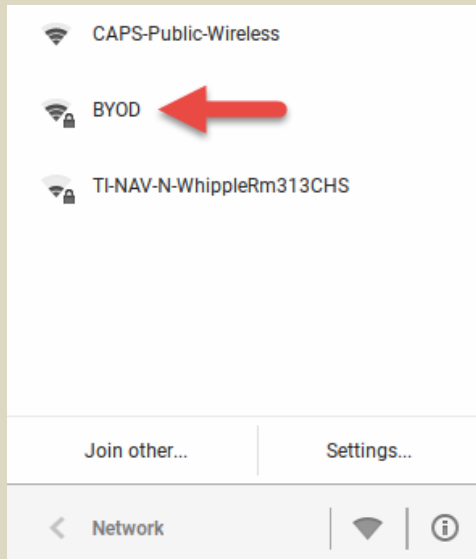 CAPS-Public-Wireless
BYOD
TI-NAV-N-WhippleRm313CHS
Join other... Settings...
Network